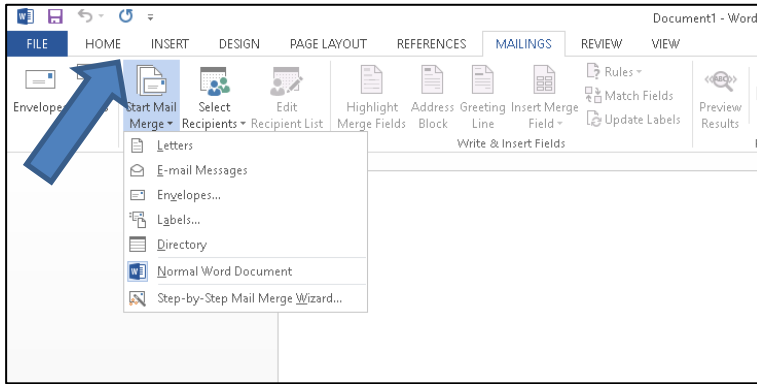 Document1 - Word
FILE HOME INSERT DESIGN PAGE LAYOUT REFERENCES MAILINGS REVIEW VIEW
Envelopes Start Mail Merge Select Recipients Edit Recipient List Highlight Merge Fields Address Block Greeting Line Insert Merge Field Rules Match Fields Update Labels Preview Results
Write & Insert Fields
Letters
E-mail Messages
Envelopes...
Labels...
Directory
Normal Word Document
Step-by-Step Mail Merge Wizard...